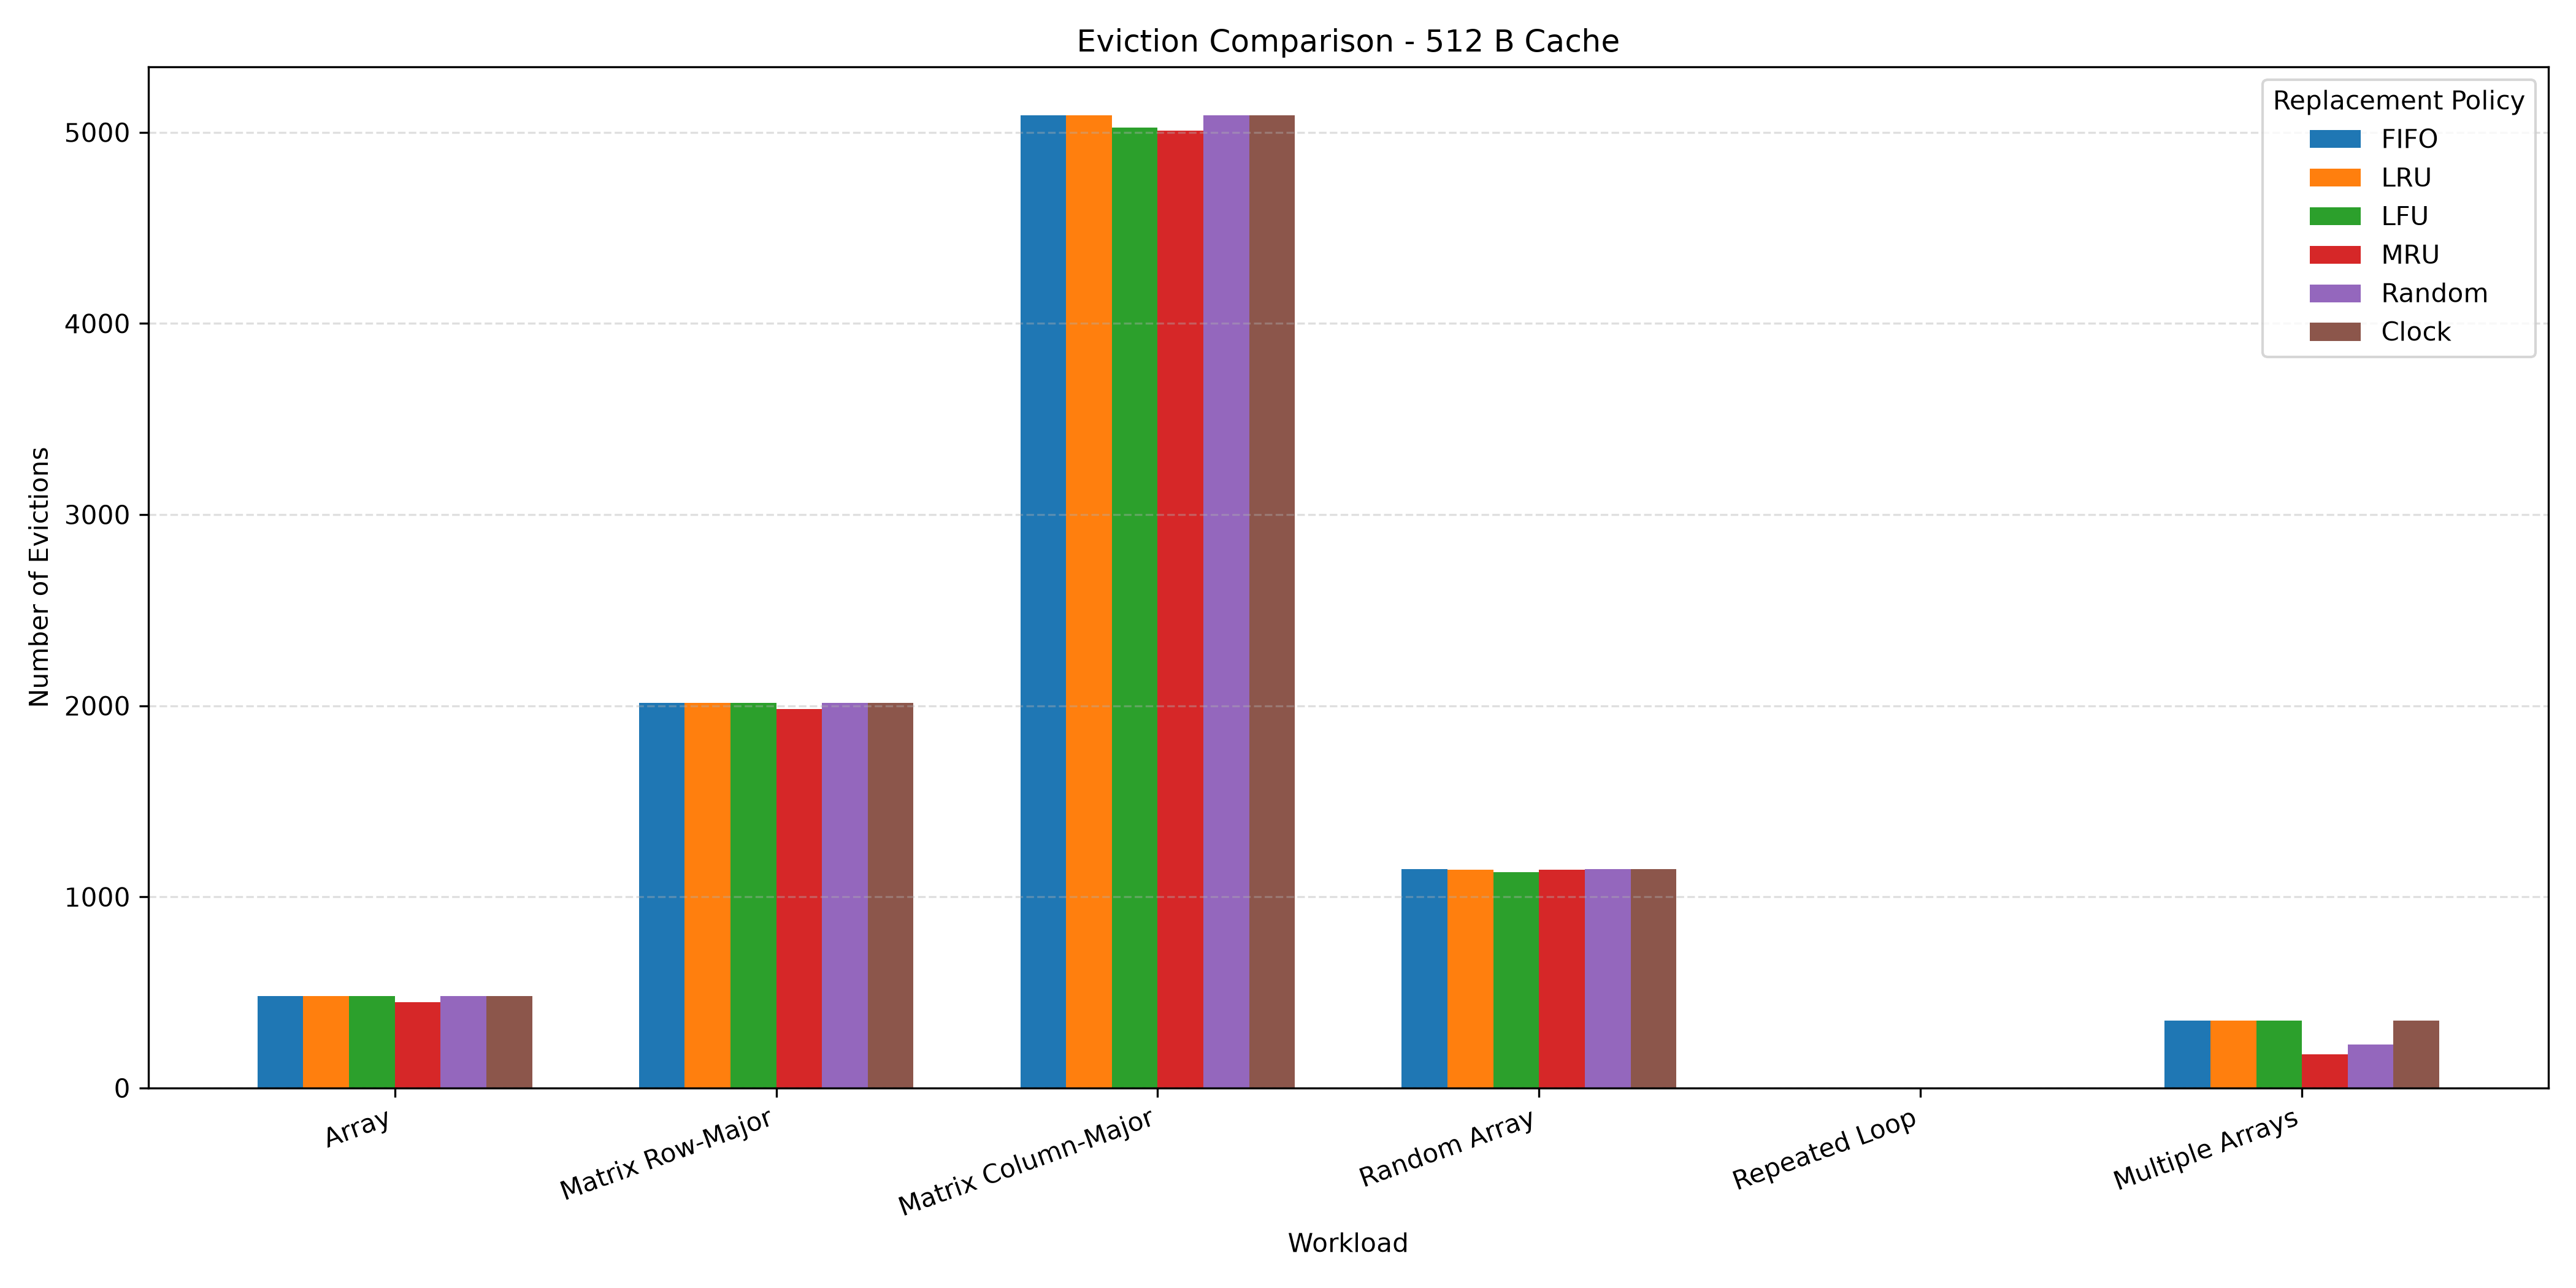 Eviction Comparison - 512 B Cache
Replacement Policy
FIFO
LRU
LFU
MRU
Random
Clock
Number of Evictions
5000
4000
3000
2000
1000
0
Array
Matrix Row-Major
Matrix Column-Major
Random Array
Repeated Loop
Multiple Arrays
Workload